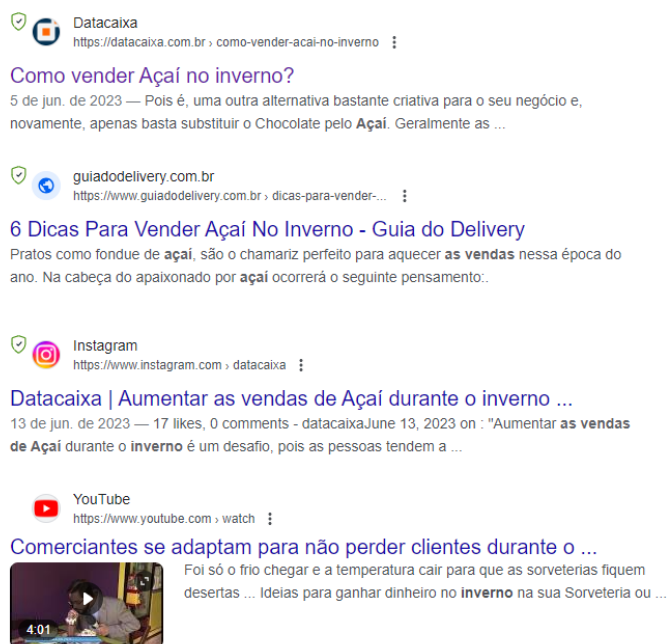 Datacaixa
https://datacaixa.com.br › como-vender-acai-no-inverno
Como vender Açaí no inverno?
5 de jun. de 2023 — Pois é, uma outra alternativa bastante criativa para o seu negócio e,
novamente, apenas basta substituir o Chocolate pelo Açaí. Geralmente as ...
guiadodelivery.com.br
https://www.guiadodelivery.com.br › dicas-para-vender-...
6 Dicas Para Vender Açaí No Inverno - Guia do Delivery
Pratos como fondue de açaí, são o chamariz perfeito para aquecer as vendas nessa época do
ano. Na cabeça do apaixonado por açaí ocorrerá o seguinte pensamento:.
Instagram
https://www.instagram.com › datacaixa
Datacaixa | Aumentar as vendas de Açaí durante o inverno ...
13 de jun. de 2023 — 17 likes, 0 comments - datacaixaJune 13, 2023 on : "Aumentar as vendas
de Açaí durante o inverno é um desafio, pois as pessoas tendem a ...
YouTube
https://www.youtube.com › watch
Comerciantes se adaptam para não perder clientes durante o ...
Foi só o frio chegar e a temperatura cair para que as sorveterias fiquem
desertas ... Ideias para ganhar dinheiro no inverno na sua Sorveteria ou ...
4:01